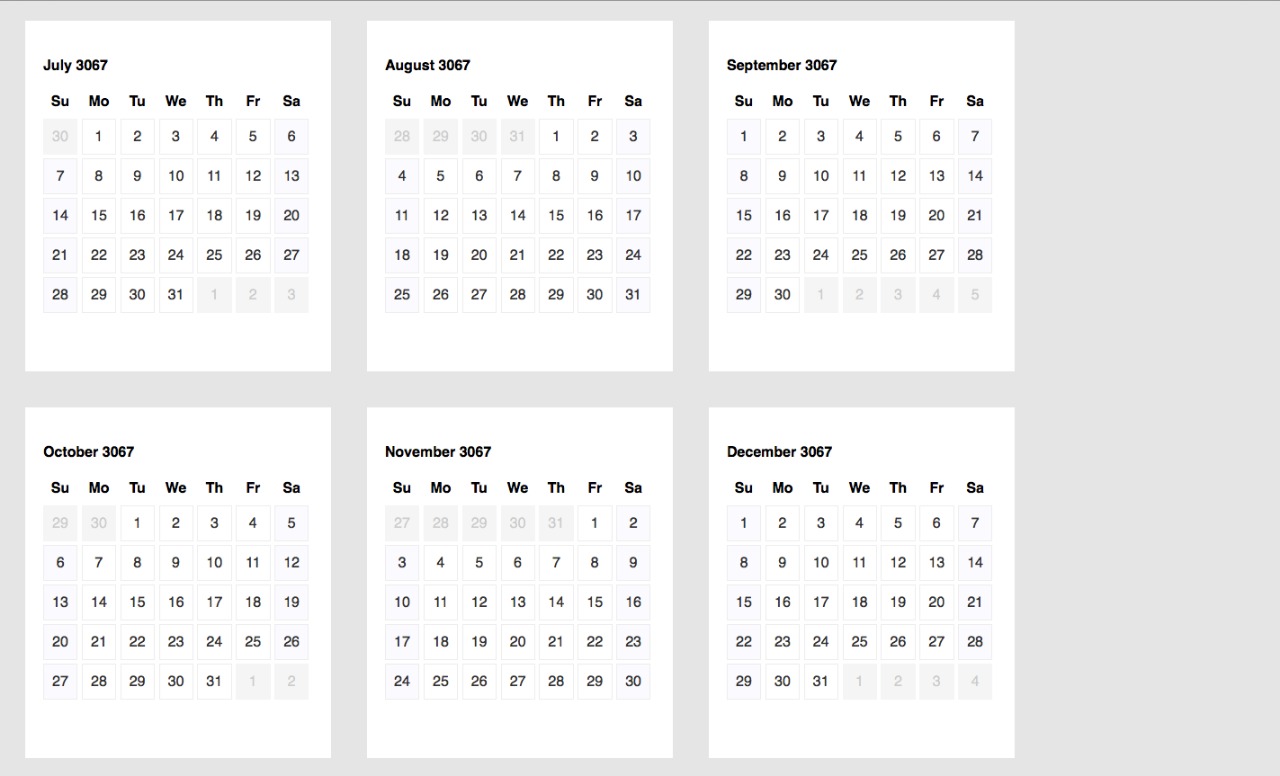 July 3067
Su Mo Tu We Th Fr Sa
30 1 2 3 4 5 6
7 8 9 10 11 12 13
14 15 16 17 18 19 20
21 22 23 24 25 26 27
28 29 30 31 1 2 3
August 3067
Su Mo Tu We Th Fr Sa
28 29 30 31 1 2 3
4 5 6 7 8 9 10
11 12 13 14 15 16 17
18 19 20 21 22 23 24
25 26 27 28 29 30 31
September 3067
Su Mo Tu We Th Fr Sa
1 2 3 4 5 6 7
8 9 10 11 12 13 14
15 16 17 18 19 20 21
22 23 24 25 26 27 28
29 30 1 2 3 4 5
October 3067
Su Mo Tu We Th Fr Sa
29 30 1 2 3 4 5
6 7 8 9 10 11 12
13 14 15 16 17 18 19
20 21 22 23 24 25 26
27 28 29 30 31 1 2
November 3067
Su Mo Tu We Th Fr Sa
27 28 29 30 31 1 2
3 4 5 6 7 8 9
10 11 12 13 14 15 16
17 18 19 20 21 22 23
24 25 26 27 28 29 30
December 3067
Su Mo Tu We Th Fr Sa
1 2 3 4 5 6 7
8 9 10 11 12 13 14
15 16 17 18 19 20 21
22 23 24 25 26 27 28
29 30 31 1 2 3 4